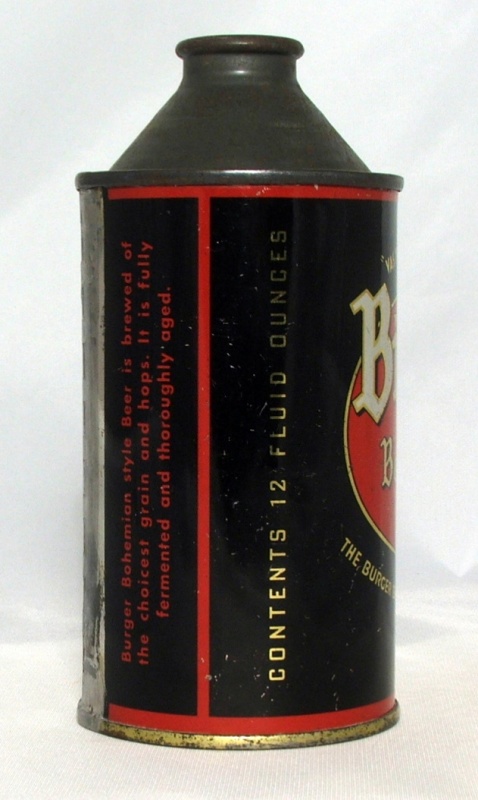 Burger Bohemian style Beer is brewed of
the choicest grain and hops. It is fully
fermented and thoroughly aged.
CONTENTS 12 FLUID OUNCES
THE BURGER